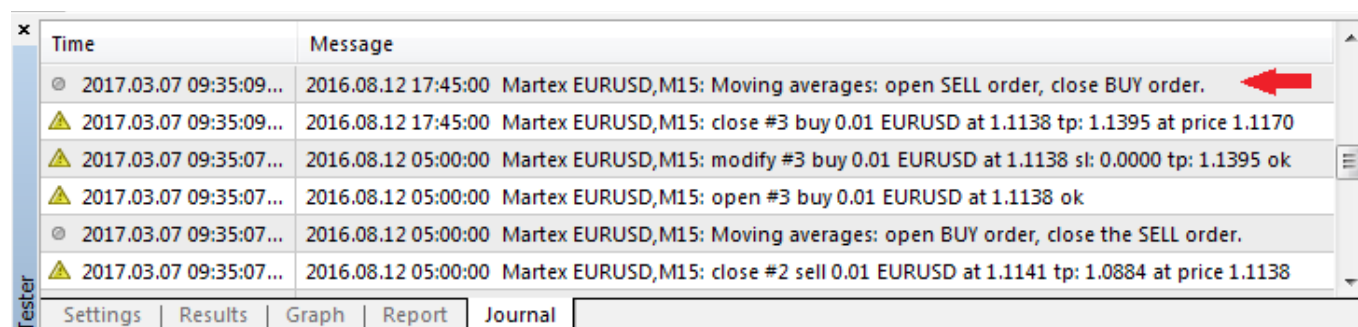 Time Message
2017.03.07 09:35:09... 2016.08.12 17:45:00 Martex EURUSD,M15: Moving averages: open SELL order, close BUY order.
2017.03.07 09:35:09... 2016.08.12 17:45:00 Martex EURUSD,M15: close #3 buy 0.01 EURUSD at 1.1138 tp: 1.1395 at price 1.1170
2017.03.07 09:35:07... 2016.08.12 05:00:00 Martex EURUSD,M15: modify #3 buy 0.01 EURUSD at 1.1138 sl: 0.0000 tp: 1.1395 ok
2017.03.07 09:35:07... 2016.08.12 05:00:00 Martex EURUSD,M15: open #3 buy 0.01 EURUSD at 1.1138 ok
2017.03.07 09:35:07... 2016.08.12 05:00:00 Martex EURUSD,M15: Moving averages: open BUY order, close the SELL order.
2017.03.07 09:35:07... 2016.08.12 05:00:00 Martex EURUSD,M15: close #2 sell 0.01 EURUSD at 1.1141 tp: 1.0884 at price 1.1138
Tester
Settings | Results | Graph | Report | Journal